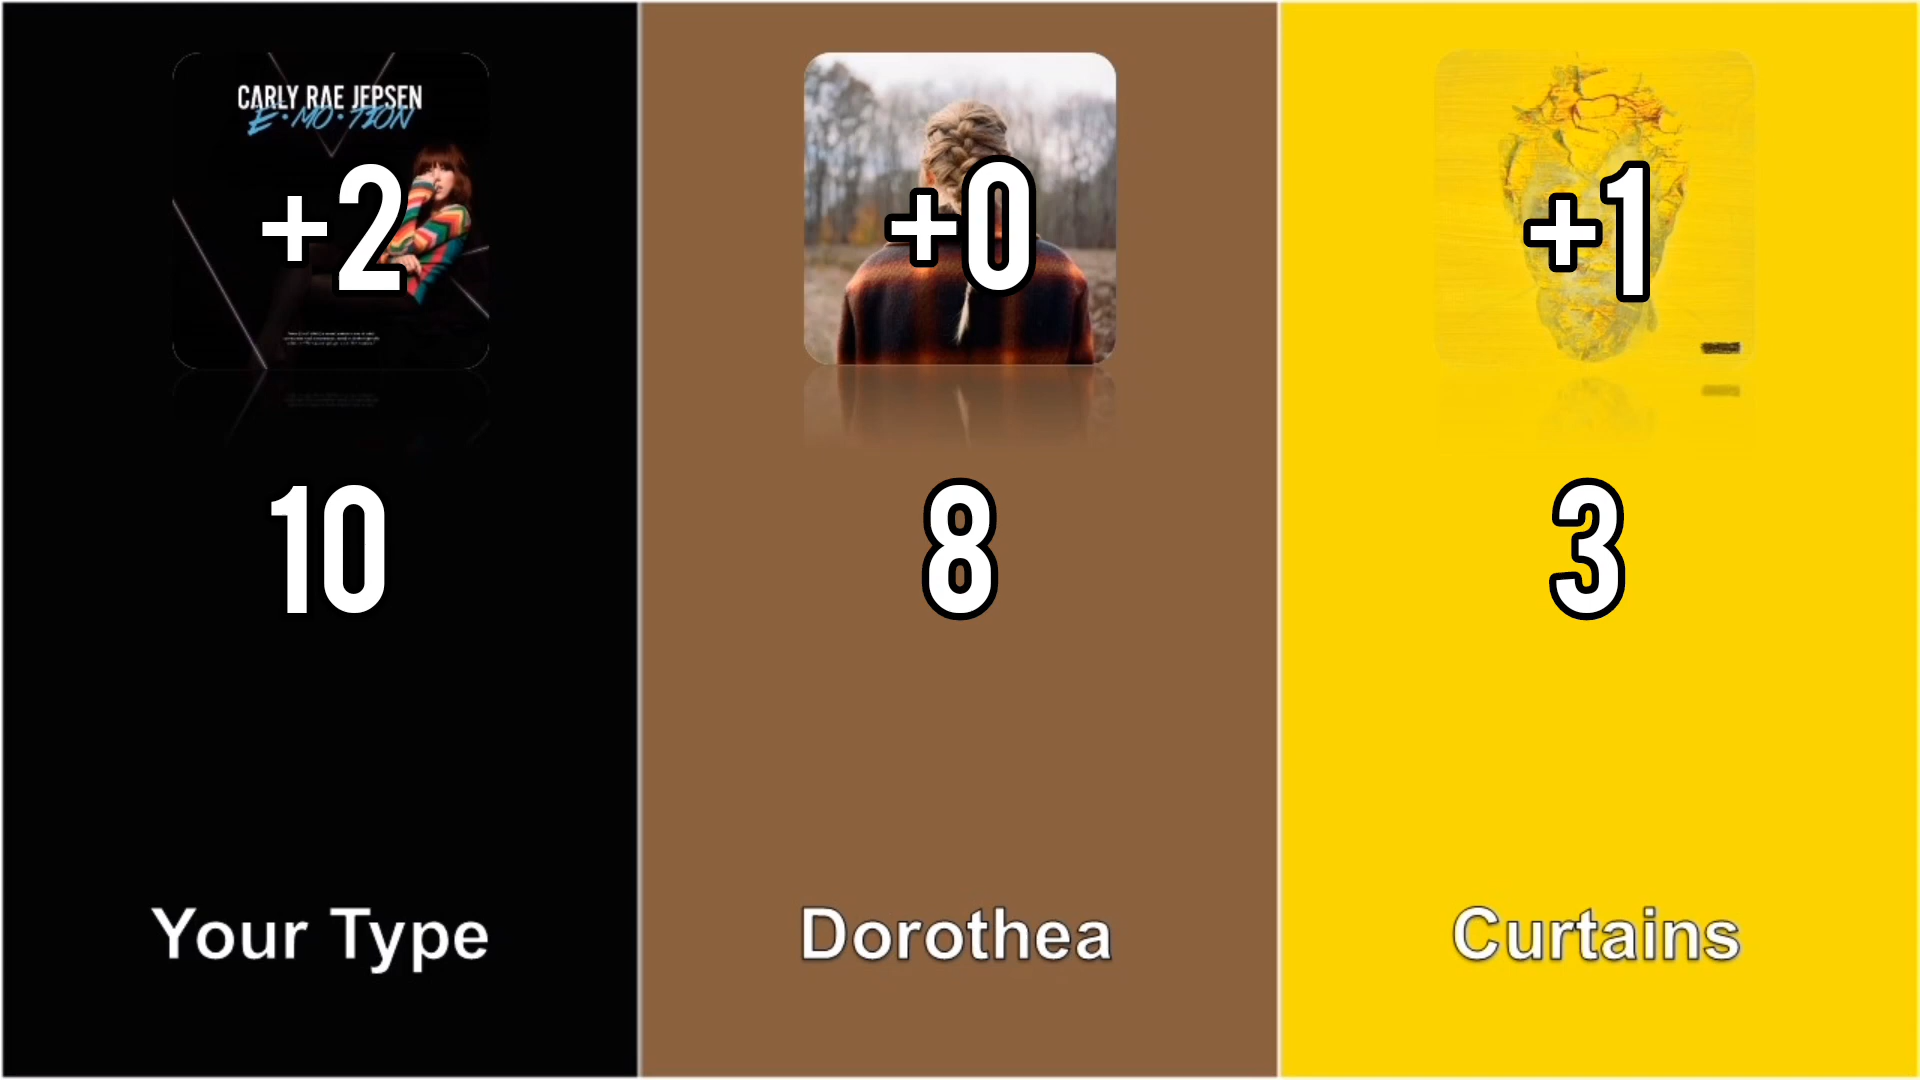 CARLY RAE JEPSEN
E•MO•TION
+2
+0
+1
10
8
3
Your Type
Dorothea
Curtains